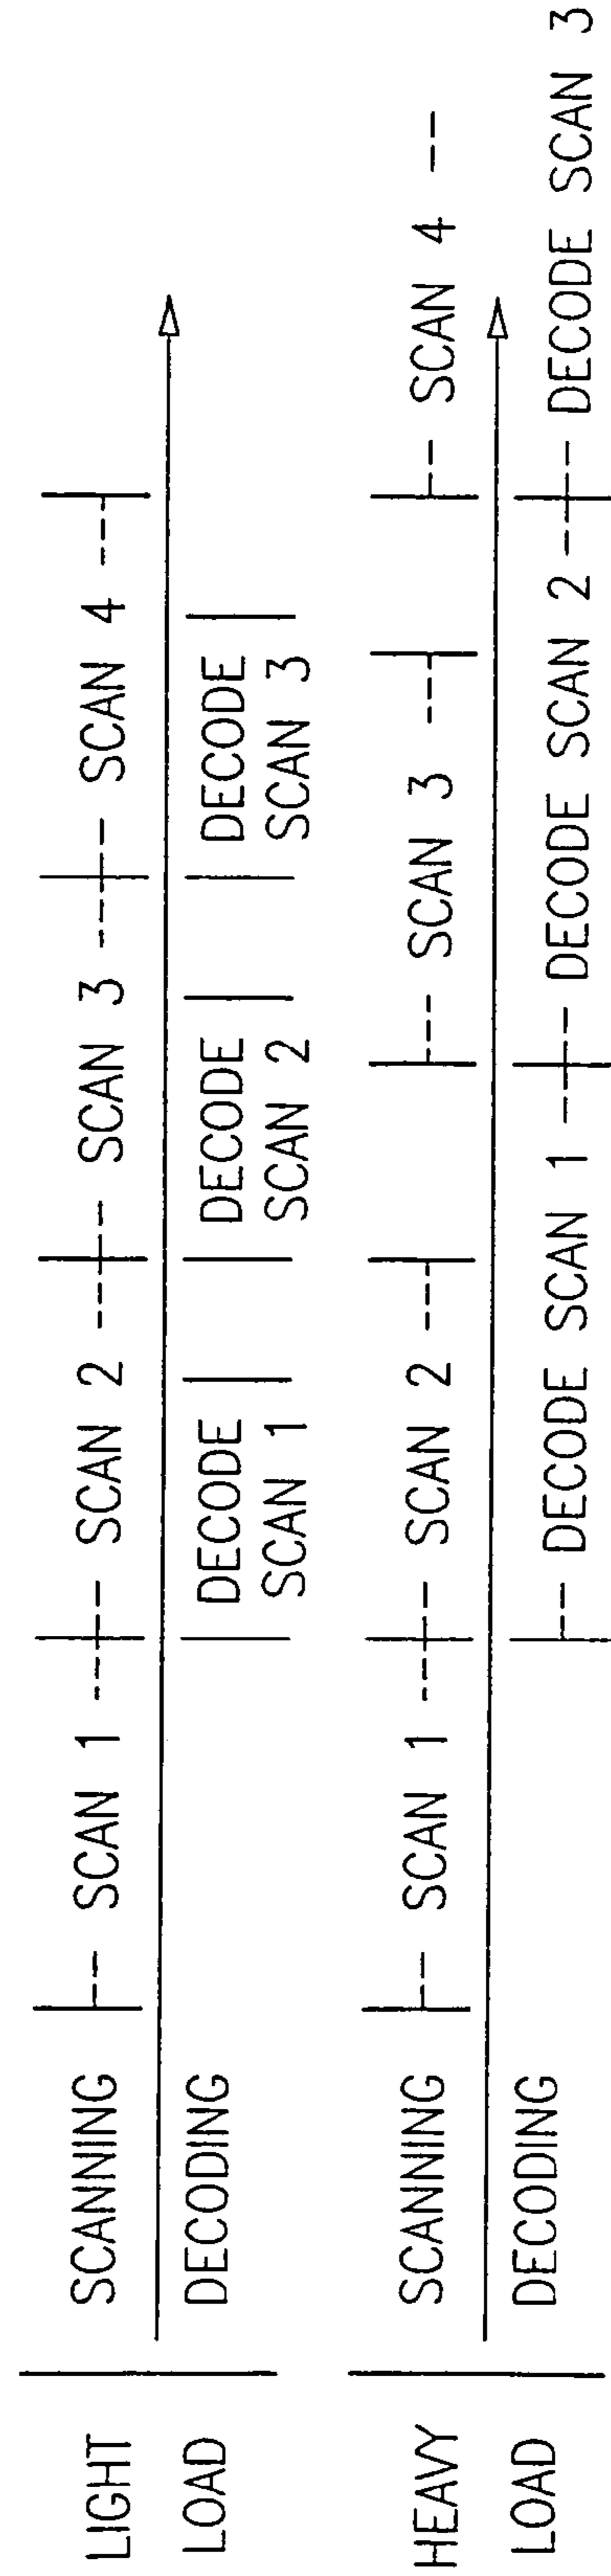 LIGHT
LOAD
SCANNING
SCAN 1
SCAN 2
SCAN 3
SCAN 4
DECODING
DECODE
SCAN 1
DECODE
SCAN 2
DECODE
SCAN 3
HEAVY
LOAD
SCANNING
SCAN 1
SCAN 2
SCAN 3
SCAN 4
DECODING
DECODE SCAN 1
DECODE SCAN 2
DECODE SCAN 3